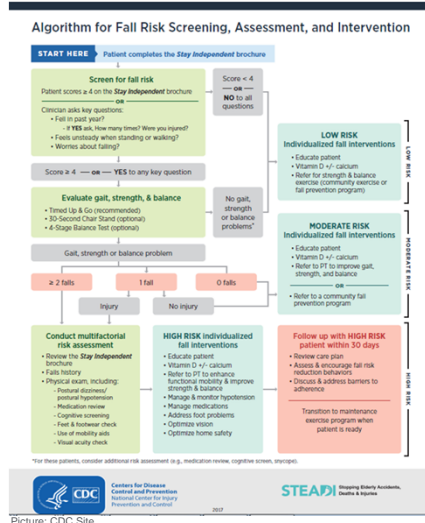 Algorithm for Fall Risk Screening, Assessment, and Intervention
START HERE
Patient completes the Stay Independent brochure
Screen for fall risk
Patient scores ≥ 4 on the Stay Independent brochure
OR
Clinician asks key questions:
• Fell in past year?
- If YES ask, How many times? Were you injured?
• Feels unsteady when standing or walking?
• Worries about falling?
Score < 4
OR
NO to all
questions
Score ≥ 4 — OR — YES to any key question
Evaluate gait, strength, & balance
• Timed Up & Go (recommended)
• 30-Second Chair Stand (optional)
• 4-Stage Balance Test (optional)
No gait,
strength
or balance
problems*
LOW RISK
Individualized fall interventions
• Educate patient
• Vitamin D +/- calcium
• Refer for strength & balance
exercise (community exercise or
fall prevention program)
LOW RISK
Gait, strength or balance problem
≥ 2 falls
1 fall
0 falls
Injury
No injury
MODERATE RISK
Individualized fall interventions
• Educate patient
• Vitamin D +/- calcium
• Refer to PT to improve gait,
strength, and balance
OR
• Refer to a community fall
prevention program
MODERATE RISK
Conduct multifactorial
risk assessment
• Review the Stay Independent
brochure
• Falls history
• Physical exam, including:
- Postural dizziness/
postural hypotension
- Medication review
- Cognitive screening
- Feet & footwear check
- Use of mobility aids
- Visual acuity check
HIGH RISK Individualized
fall interventions
• Educate patient
• Vitamin D +/- calcium
• Refer to PT to enhance
functional mobility & improve
strength & balance
• Manage & monitor hypotension
• Manage medications
• Address foot problems
• Optimize vision
• Optimize home safety
Follow up with HIGH RISK
patient within 30 days
• Review care plan
• Assess & encourage fall risk
reduction behaviors
• Discuss & address barriers to
adherence
Transition to maintenance
exercise program when
patient is ready
HIGH RISK
*For these patients, consider additional risk assessment (e.g., medication review, cognitive screen, syncope).
CDC
Centers for Disease
Control and Prevention
National Center for Injury
Prevention and Control
2017
STEADI
Stopping Elderly Accidents,
Deaths & Injuries
Picture: CDC Site